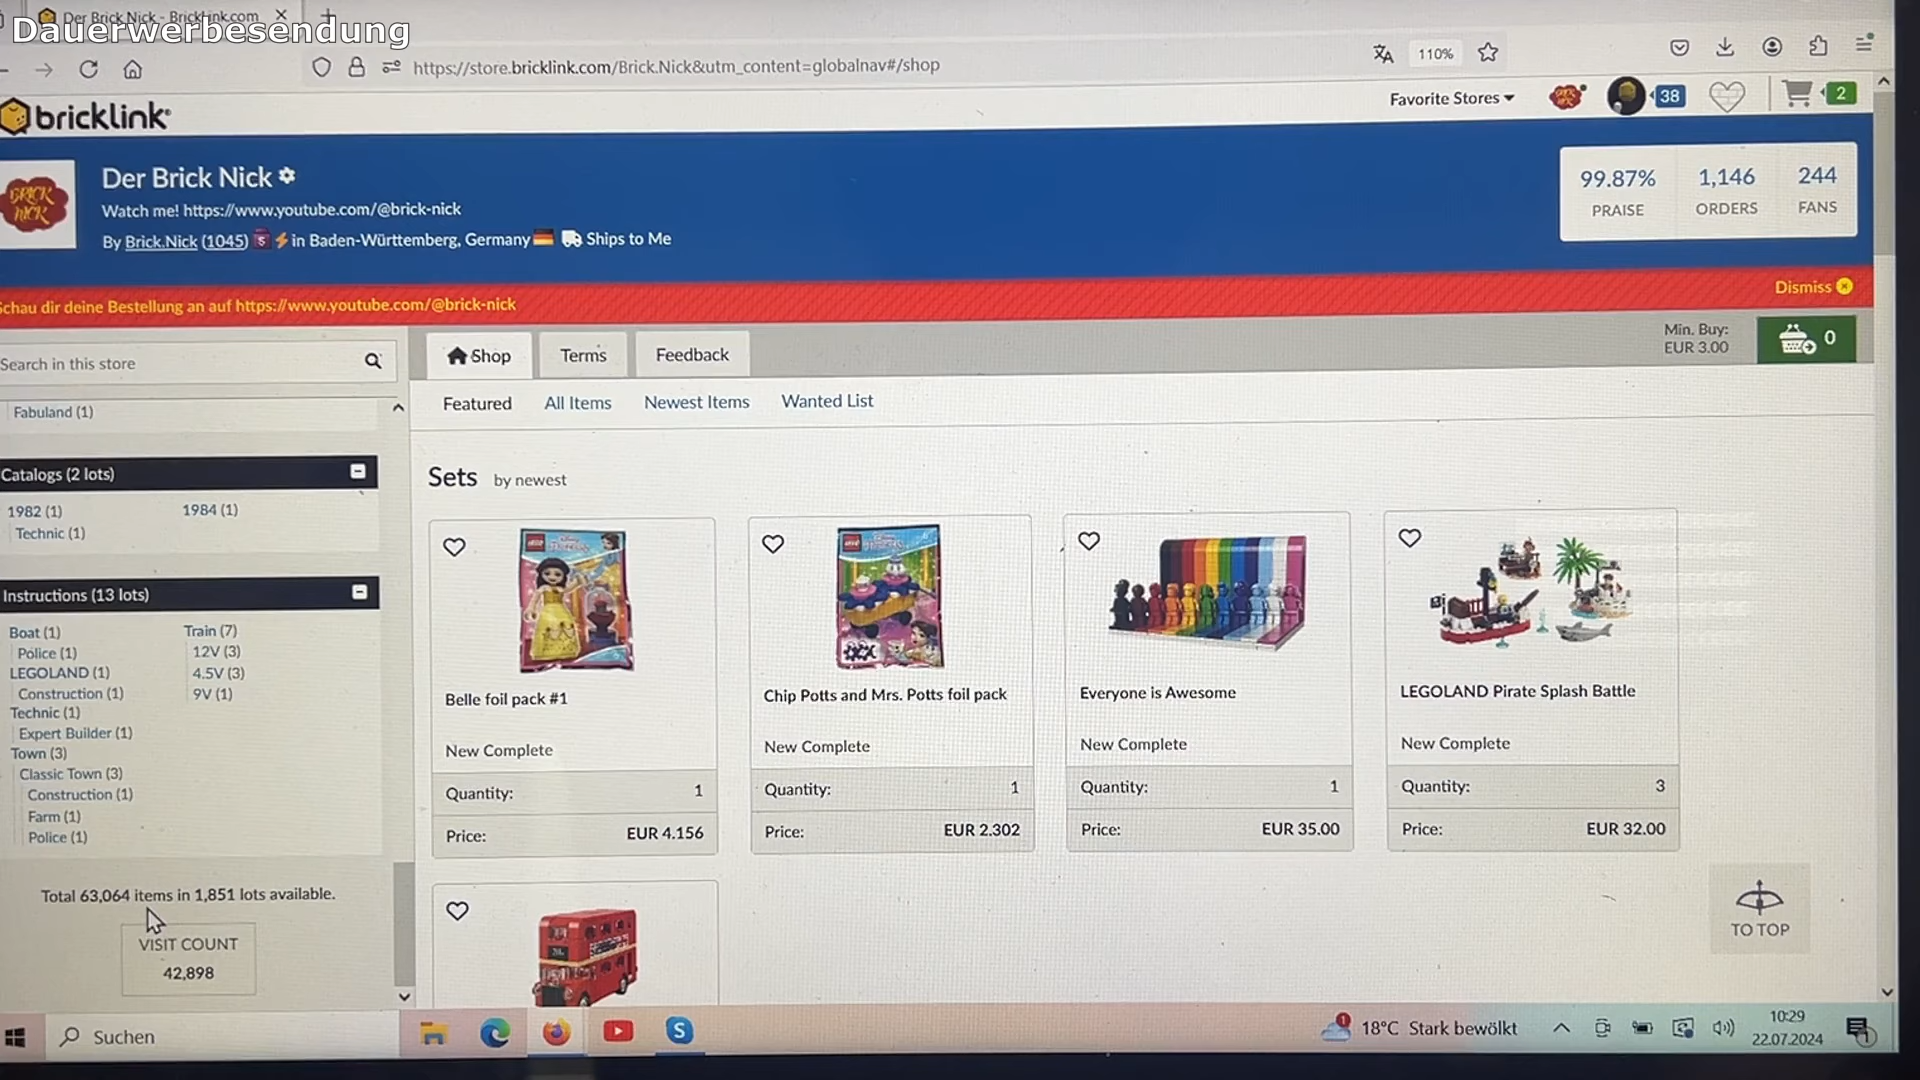 Der Brick Nick - BrickLink.com
Dauerwerbesendung
https://store.bricklink.com/Brick.Nick&utm_content=globalnav#/shop
110%
bricklink
Favorite Stores
38
2
BRICK
NICK
Der Brick Nick
Watch me! https://www.youtube.com/@brick-nick
By Brick.Nick (1045) in Baden-Württemberg, Germany Ships to Me
99.87%
PRAISE
1,146
ORDERS
244
FANS
Schau dir deine Bestellung an auf https://www.youtube.com/@brick-nick
Dismiss
Search in this store
Shop
Terms
Feedback
Min. Buy:
EUR 3.00
0
Featured
All Items
Newest Items
Wanted List
Fabuland (1)
Catalogs (2 lots)
1982 (1)
Technic (1)
1984 (1)
Instructions (13 lots)
Boat (1)
Police (1)
LEGOLAND (1)
Construction (1)
Technic (1)
Expert Builder (1)
Town (3)
Classic Town (3)
Construction (1)
Farm (1)
Police (1)
Train (7)
12V (3)
4.5V (3)
9V (1)
Total 63,064 items in 1,851 lots available.
VISIT COUNT
42,898
Sets by newest
Belle foil pack #1
New Complete
Quantity: 1
Price: EUR 4.156
Chip Potts and Mrs. Potts foil pack
New Complete
Quantity: 1
Price: EUR 2.302
Everyone is Awesome
New Complete
Quantity: 1
Price: EUR 35.00
LEGOLAND Pirate Splash Battle
New Complete
Quantity: 3
Price: EUR 32.00
TO TOP
Suchen
18°C Stark bewölkt
10:29
22.07.2024